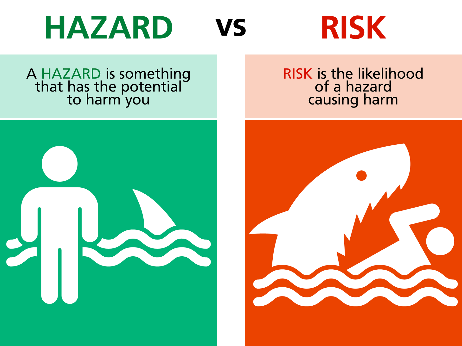 HAZARD vs RISK
A HAZARD is something
that has the potential
to harm you
RISK is the likelihood
of a hazard
causing harm